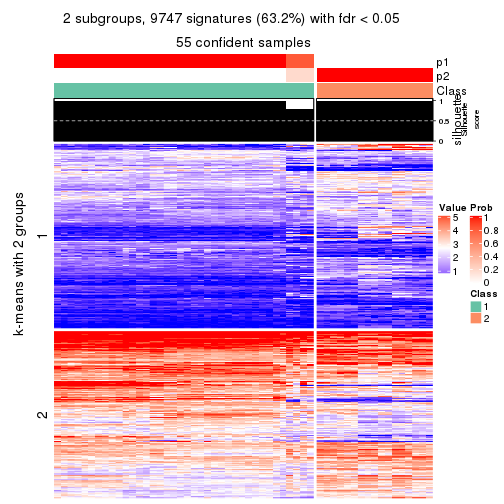 2 subgroups, 9747 signatures (63.2%) with fdr < 0.05
55 confident samples
p1
p2
Class
1
0.5
0
silhouette
Silhouette
score
k-means with 2 groups
1
2
Value
5
4
3
2
1
Prob
1
0.8
0.6
0.4
0.2
0
Class
1
2